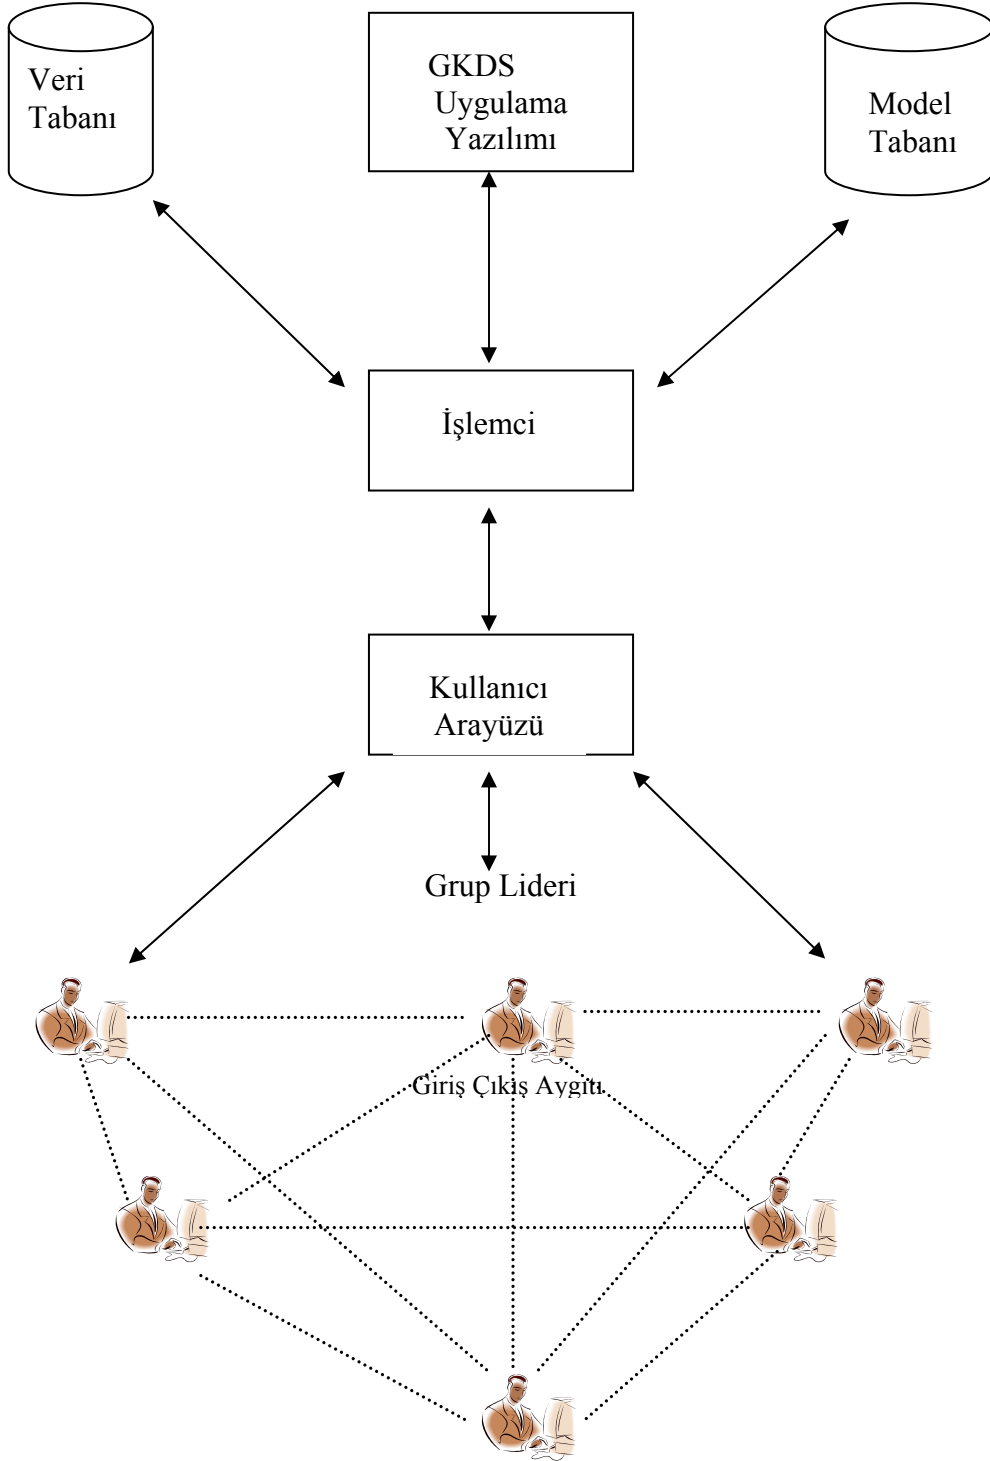 Veri
Tabanı
GKDS
Uygulama
Yazılımı
Model
Tabanı
İşlemci
Kullanıcı
Arayüzü
Grup Lideri
Giriş Çıkış Aygıtı